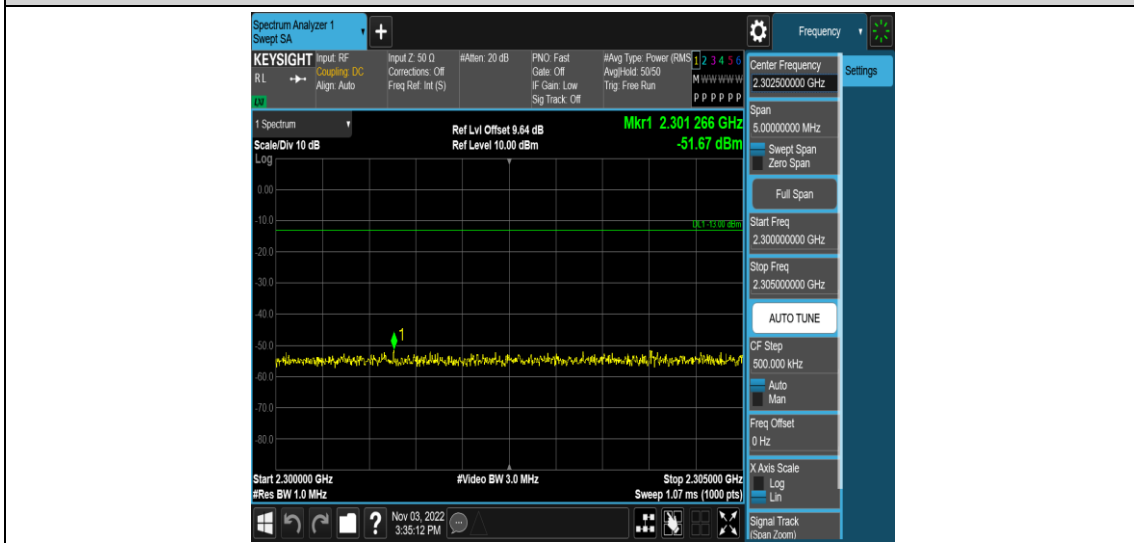 Spectrum Analyzer 1
Swept SA
+
Frequency
KEYSIGHT
RL
Input: RF
Coupling: DC
Align: Auto
Input Z: 50 Ω
Corrections: Off
Freq Ref: Int (S)
#Atten: 20 dB
PNO: Fast
Gate: Off
IF Gain: Low
Sig Track: Off
#Avg Type: Power (RMS
Avg|Hold: 50/50
Trig: Free Run
1 2 3 4 5 6
M W W W W W
P P P P P P
1 Spectrum
Scale/Div 10 dB
Ref Lvl Offset 9.64 dB
Ref Level 10.00 dBm
Mkr1 2.301 266 GHz
-51.67 dBm
Log
0.00
-10.0
-20.0
-30.0
-40.0
-50.0
-60.0
-70.0
-80.0
DL1 -13.00 dBm
1
Start 2.300000 GHz
#Res BW 1.0 MHz
#Video BW 3.0 MHz
Stop 2.305000 GHz
Sweep 1.07 ms (1000 pts)
Center Frequency
2.302500000 GHz
Settings
Span
5.00000000 MHz
Swept Span
Zero Span
Full Span
Start Freq
2.300000000 GHz
Stop Freq
2.305000000 GHz
AUTO TUNE
CF Step
500.000 kHz
Auto
Man
Freq Offset
0 Hz
X Axis Scale
Log
Lin
Signal Track
(Span Zoom)
?
Nov 03, 2022
3:35:12 PM